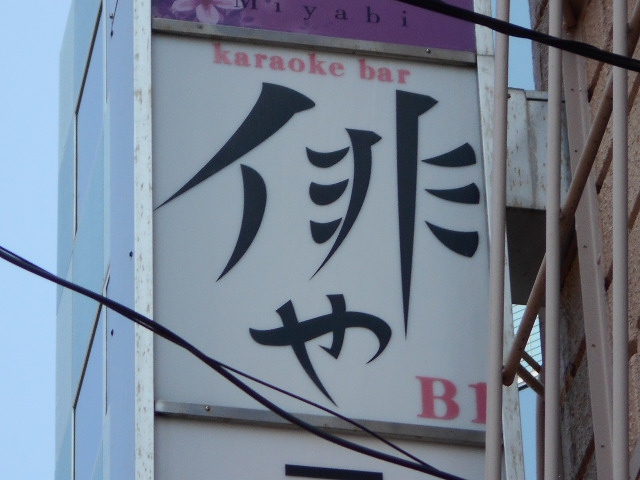 Miyabi
karaoke bar
俳
や
B1